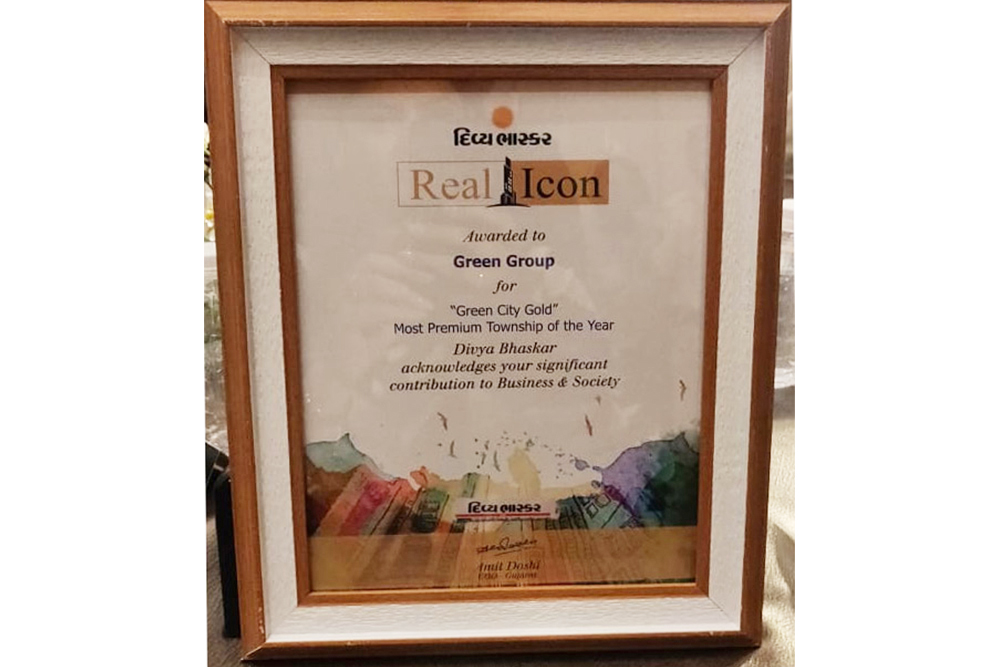 દિવ્ય ભાસ્કર
Real Icon
Awarded to
Green Group
for
“Green City Gold”
Most Premium Township of the Year
Divya Bhaskar
acknowledges your significant
contribution to Business & Society
દિવ્ય ભાસ્કર
Amit Doshi
Gujarat